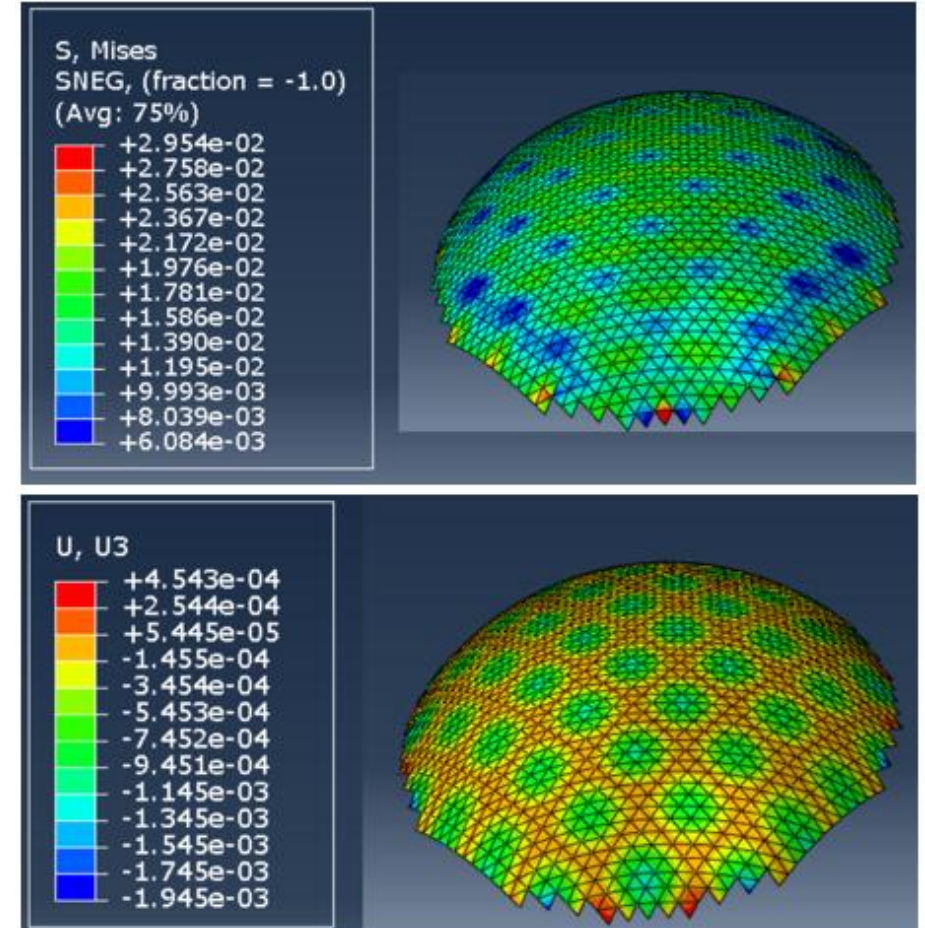 S, Mises
SNEG, (fraction = -1.0)
(Avg: 75%)
+2.954e-02
+2.758e-02
+2.563e-02
+2.367e-02
+2.172e-02
+1.976e-02
+1.781e-02
+1.586e-02
+1.390e-02
+1.195e-02
+9.993e-03
+8.039e-03
+6.084e-03
U, U3
+4.543e-04
+2.544e-04
+5.445e-05
-1.455e-04
-3.454e-04
-5.453e-04
-7.452e-04
-9.451e-04
-1.145e-03
-1.345e-03
-1.545e-03
-1.745e-03
-1.945e-03